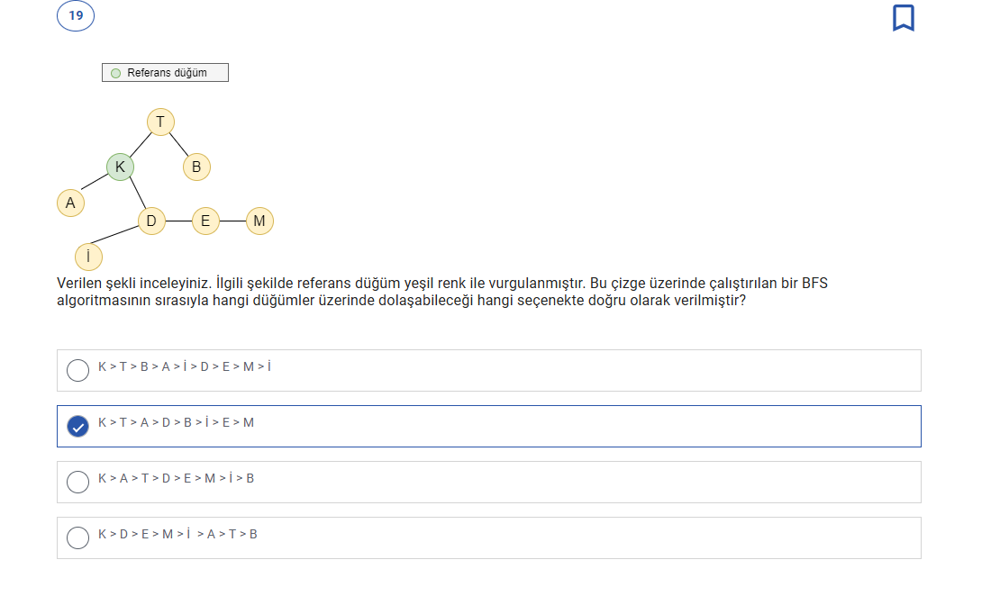 19
Referans düğüm
T
K
B
A
D
E
M
İ
Verilen şekli inceleyiniz. İlgili şekilde referans düğüm yeşil renk ile vurgulanmıştır. Bu çizge üzerinde çalıştırılan bir BFS
algoritmasının sırasıyla hangi düğümler üzerinde dolaşabileceği hangi seçenekte doğru olarak verilmiştir?
K > T > B > A > İ > D > E > M > İ
K > T > A > D > B > İ > E > M
K > A > T > D > E > M > İ > B
K > D > E > M > İ > A > T > B